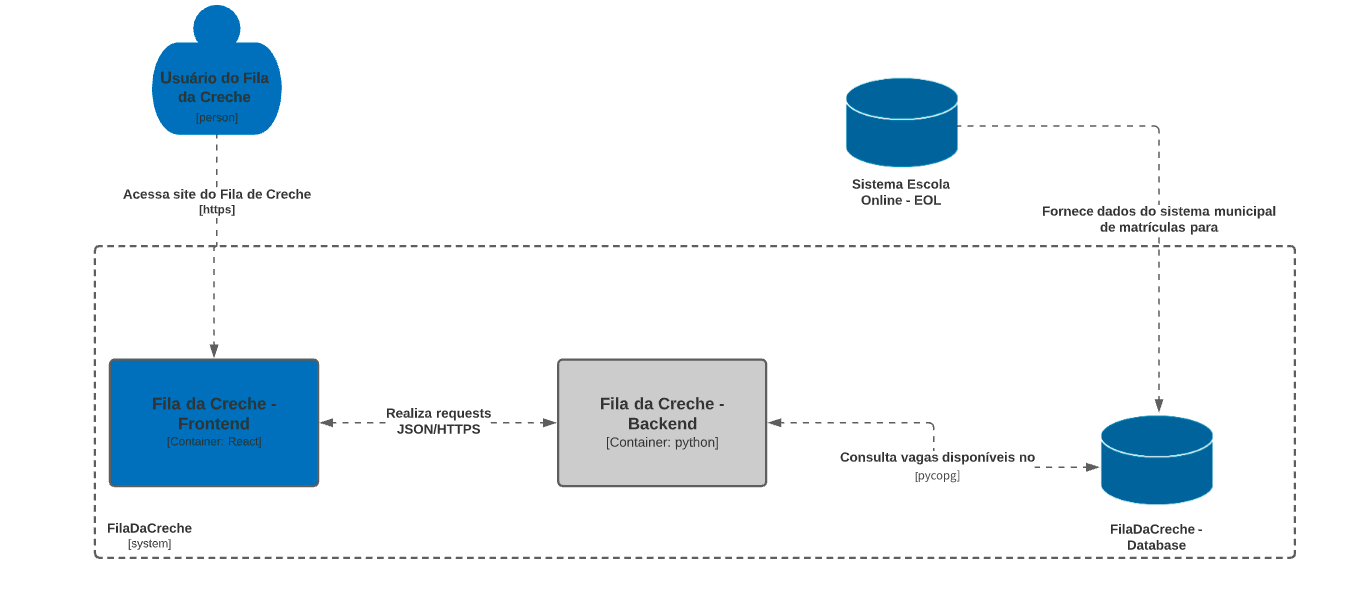 Usuário do Fila
da Creche
[person]
Acessa site do Fila de Creche
[https]
Sistema Escola
Online - EOL
Fornece dados do sistema municipal
de matrículas para
Fila da Creche -
Frontend
[Container: React]
Realiza requests
JSON/HTTPS
Fila da Creche -
Backend
[Container: python]
Consulta vagas disponíveis no
[pycopg]
FilaDaCreche -
Database
FilaDaCreche
[system]